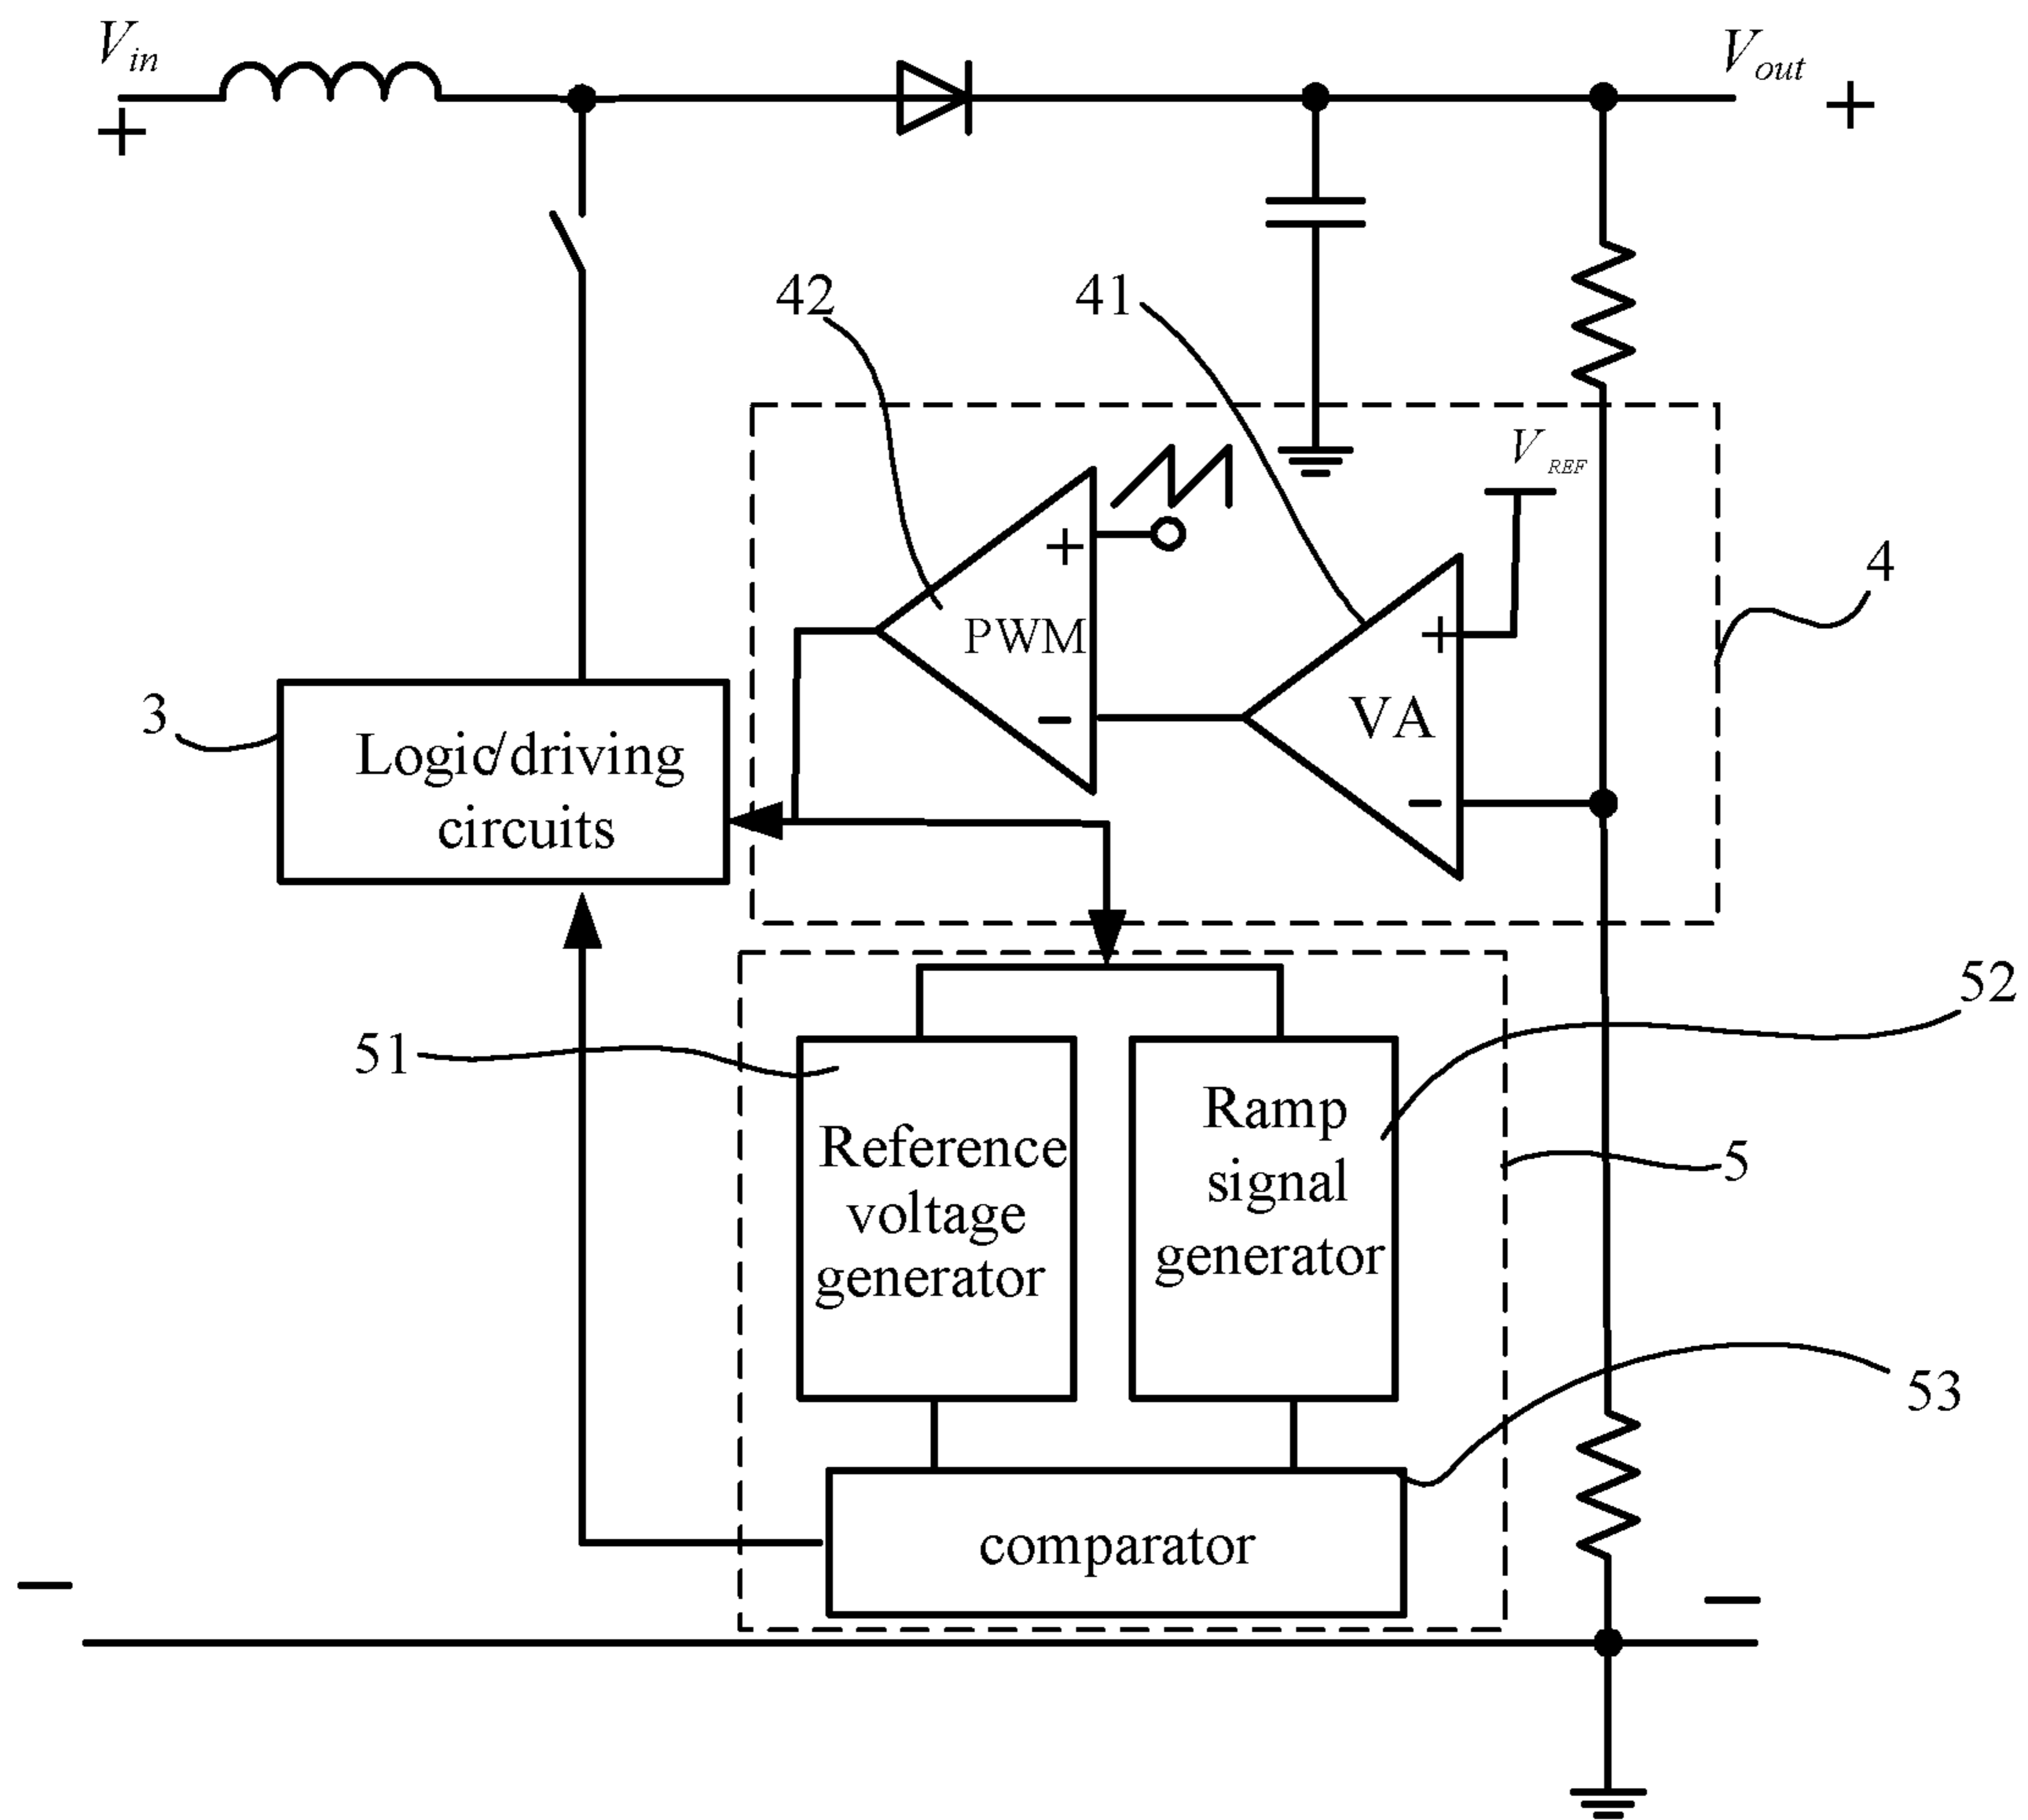 Vin
+
Vout
+
42
41
VREF
+
PWM
-
+
VA
-
4
3
Logic/driving
circuits
52
51
Reference
voltage
generator
Ramp
signal
generator
5
53
comparator
-
-